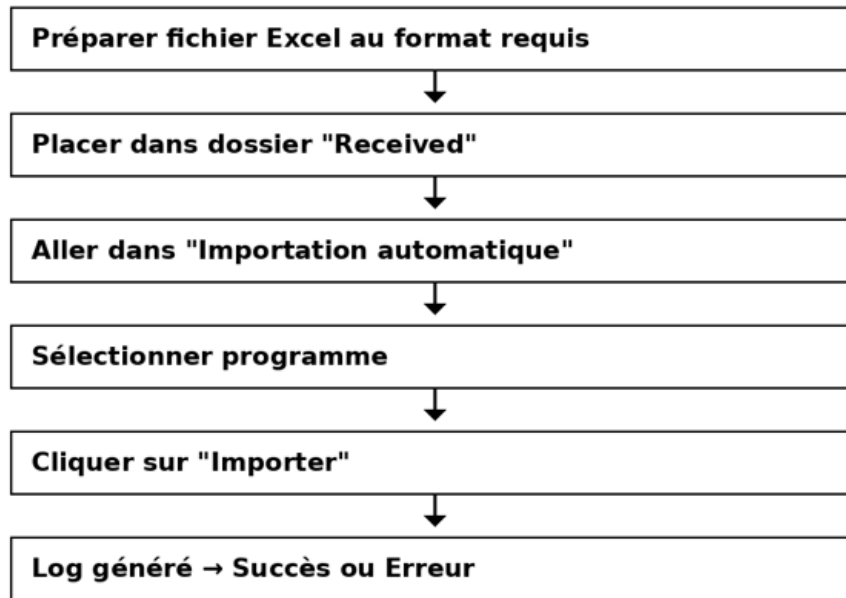 Préparer fichier Excel au format requis
Placer dans dossier "Received"
Aller dans "Importation automatique"
Sélectionner programme
Cliquer sur "Importer"
Log généré → Succès ou Erreur